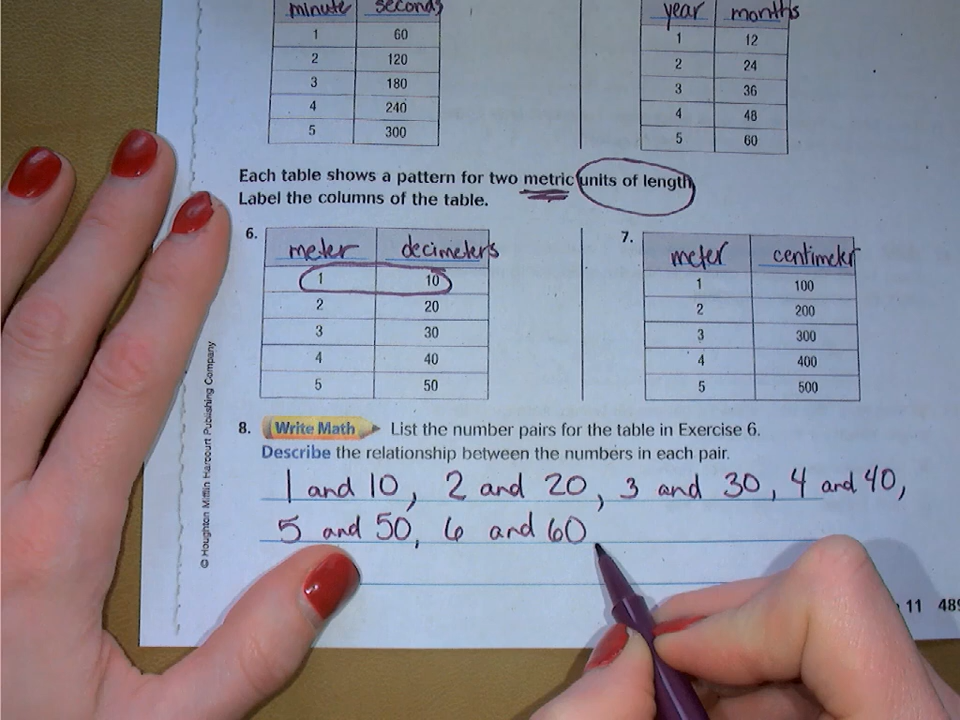 minute seconds
1 60
2 120
3 180
4 240
5 300
year months
1 12
2 24
3 36
4 48
5 60
Each table shows a pattern for two metric units of length.
Label the columns of the table.
6.
meter decimeters
1 10
2 20
3 30
4 40
5 50
7.
meter centimeter
1 100
2 200
3 300
4 400
5 500
8. Write Math List the number pairs for the table in Exercise 6.
Describe the relationship between the numbers in each pair.
1 and 10, 2 and 20, 3 and 30, 4 and 40,
5 and 50, 6 and 60
© Houghton Mifflin Harcourt Publishing Company
11 489